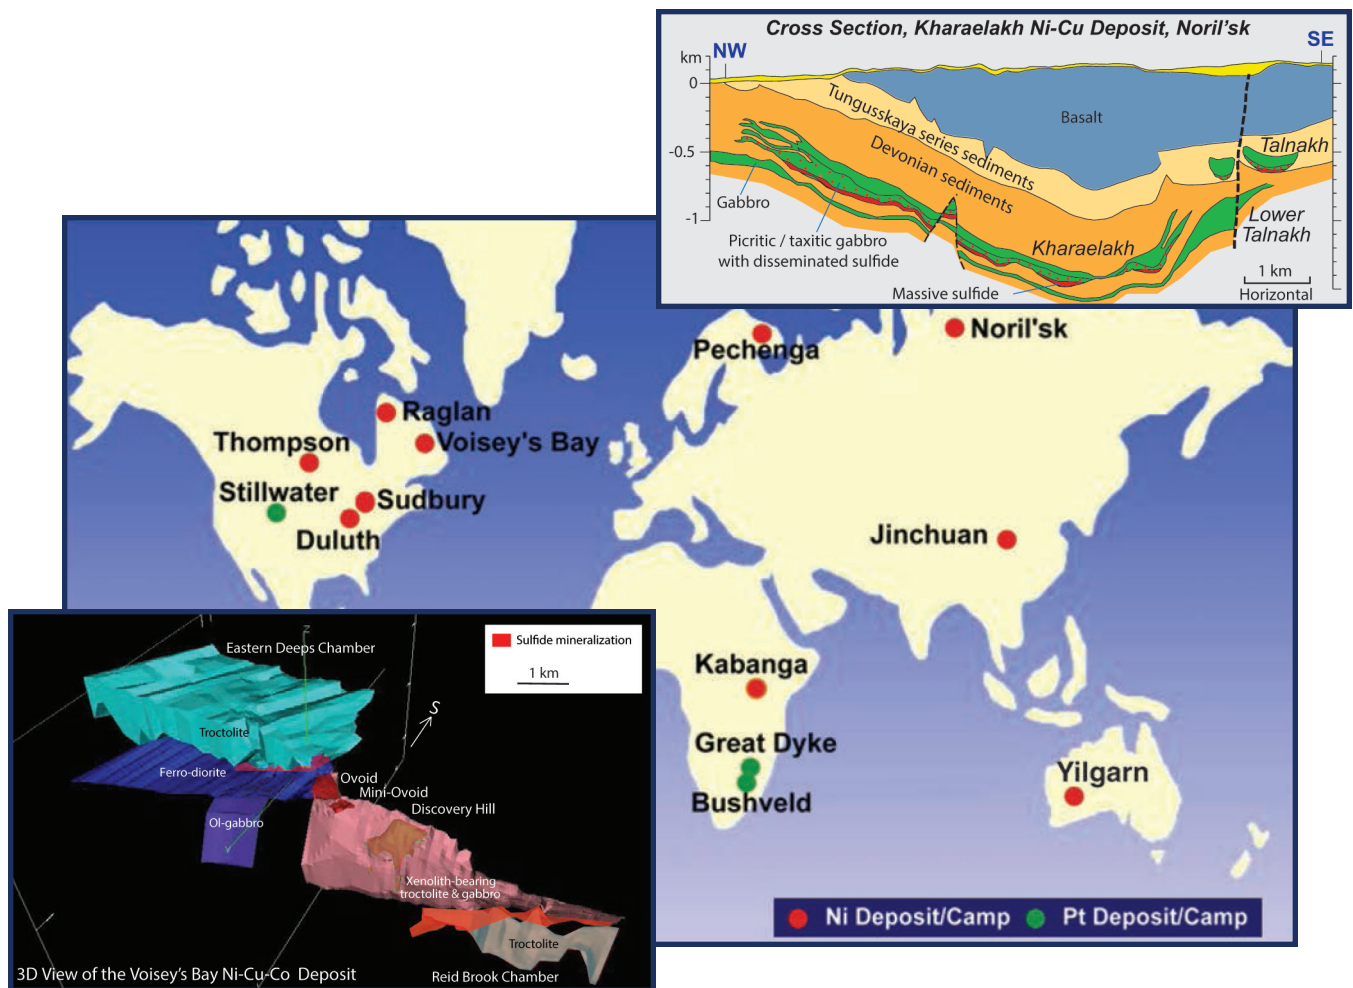 Cross Section, Kharaelakh Ni-Cu Deposit, Noril'sk
NW
SE
km
0
-0.5
-1
Tungusskaya series sediments
Devonian sediments
Basalt
Talnakh
Gabbro
Picritic / taxitic gabbro
with disseminated sulfide
Kharaelakh
Lower
Talnakh
Massive sulfide
1 km
Horizontal
Pechenga
Noril'sk
Raglan
Thompson
Voisey's Bay
Stillwater
Sudbury
Duluth
Jinchuan
Kabanga
Great Dyke
Bushveld
Yilgarn
Ni Deposit/Camp
Pt Deposit/Camp
Sulfide mineralization
1 km
Z
S
Eastern Deeps Chamber
Troctolite
Ferro-diorite
Ol-gabbro
Ovoid
Mini-Ovoid
Discovery Hill
Xenolith-bearing
troctolite & gabbro
Troctolite
Reid Brook Chamber
3D View of the Voisey's Bay Ni-Cu-Co Deposit